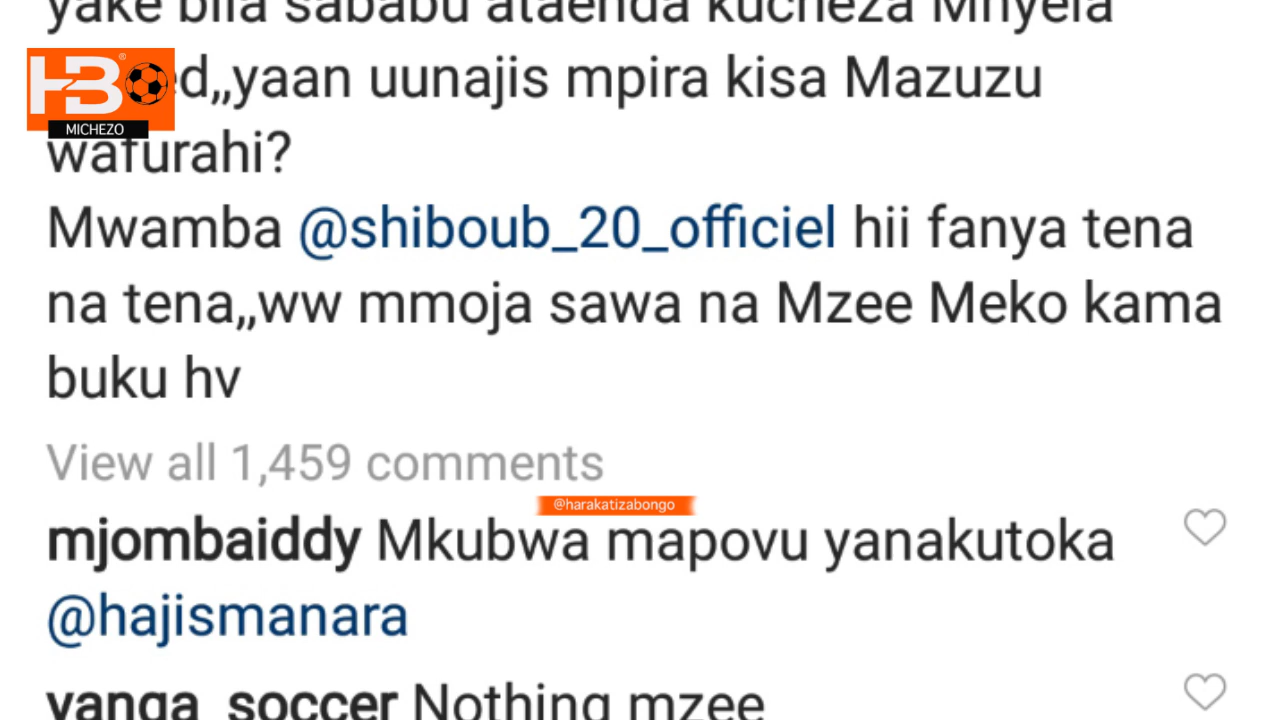 yake bila sababu ataenda kucheza Mnyela
HB®
ed,,yaan uunajis mpira kisa Mazuzu
MICHEZO
wafurahi?
Mwamba @shiboub_20_officiel hii fanya tena
na tena,,ww mmoja sawa na Mzee Meko kama
buku hv
View all 1,459 comments
@harakatizabongo
mjombaiddy Mkubwa mapovu yanakutoka
@hajismanara
yanga_soccer Nothing mzee